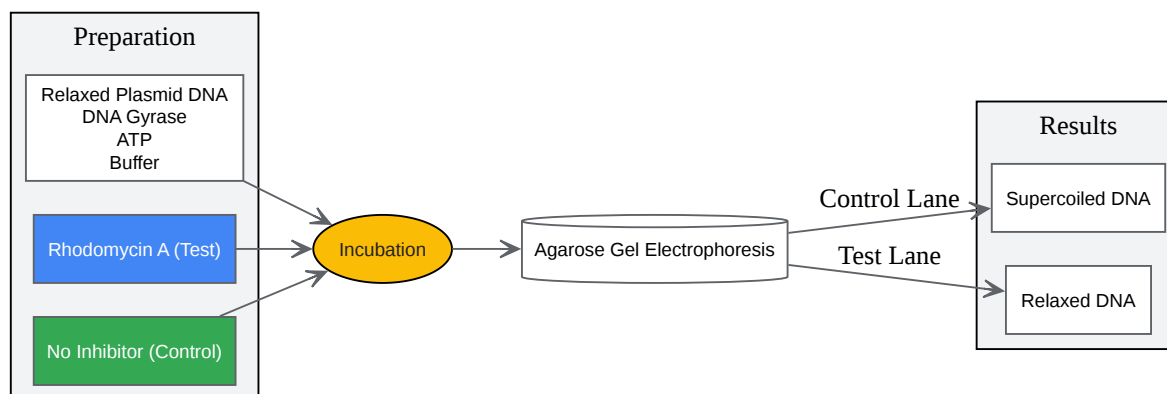 Preparation
Relaxed Plasmid DNA
DNA Gyrase
ATP
Buffer
Rhodomycin A (Test)
No Inhibitor (Control)
Incubation
Agarose Gel Electrophoresis
Control Lane
Test Lane
Results
Supercoiled DNA
Relaxed DNA